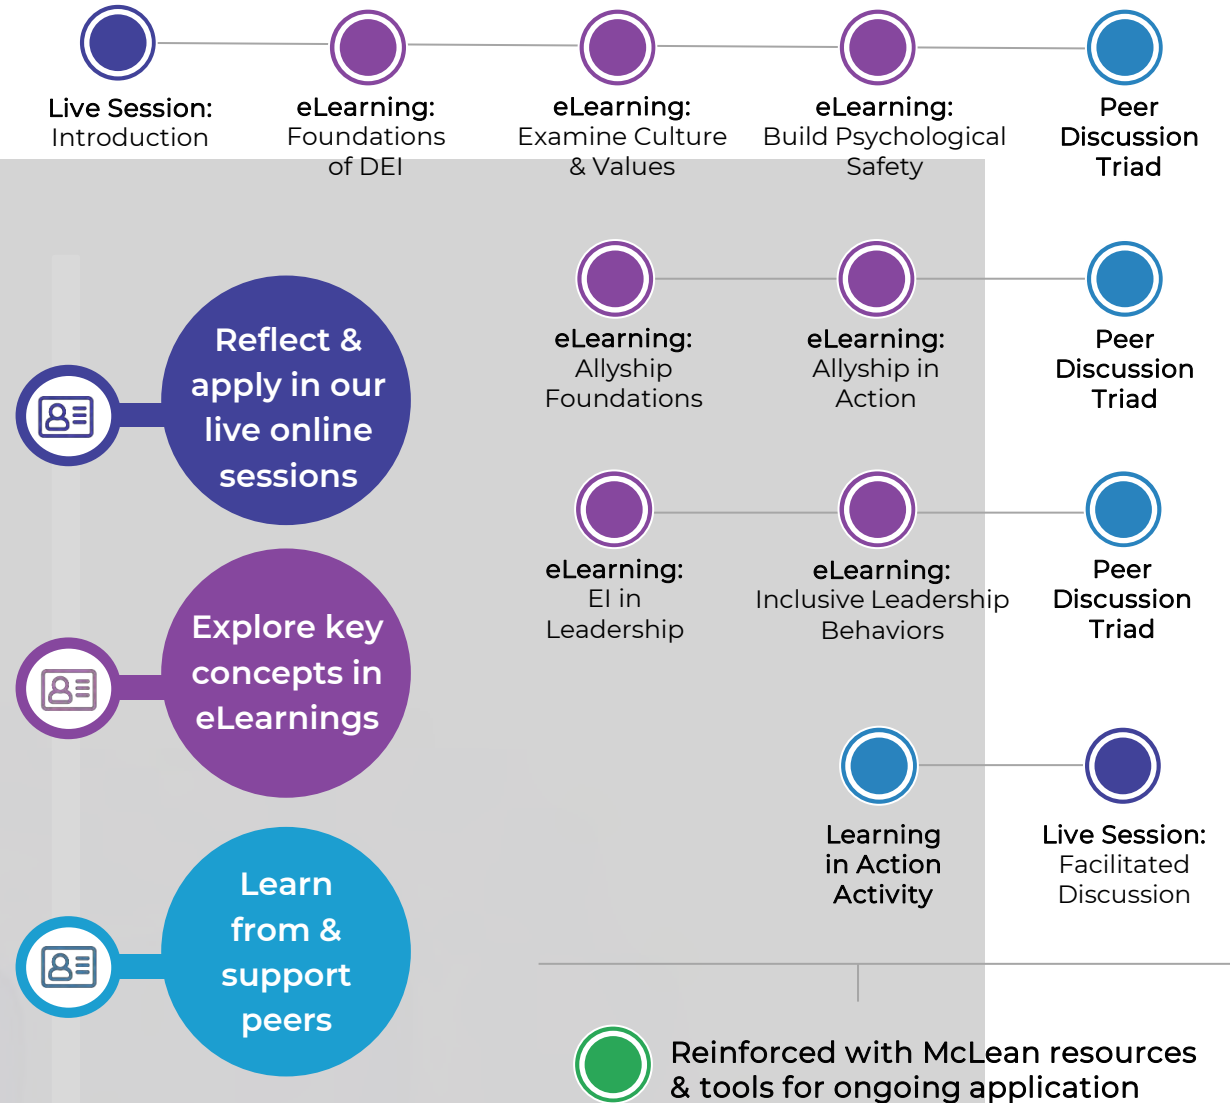 Live Session:
Introduction
eLearning:
Foundations
of DEI
eLearning:
Examine Culture
& Values
eLearning:
Build Psychological
Safety
Peer
Discussion
Triad
Reflect &
apply in our
live online
sessions
Explore key
concepts in
eLearnings
Learn
from &
support
peers
eLearning:
Allyship
Foundations
eLearning:
Allyship in
Action
Peer
Discussion
Triad
eLearning:
EI in
Leadership
eLearning:
Inclusive Leadership
Behaviors
Peer
Discussion
Triad
Learning
in Action
Activity
Live Session:
Facilitated
Discussion
Reinforced with McLean resources
& tools for ongoing application